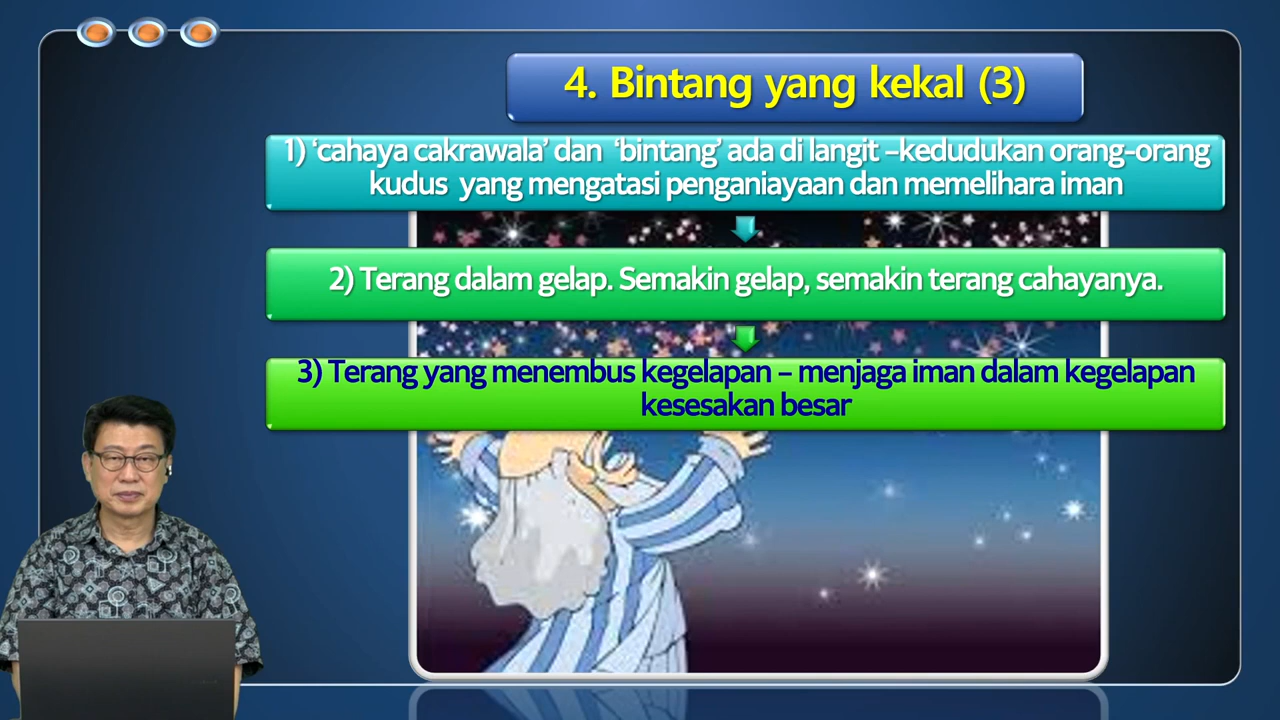 4. Bintang yang kekal (3)
1) ‘cahaya cakrawala’ dan ‘bintang’ ada di langit –kedudukan orang-orang
kudus yang mengatasi penganiayaan dan memelihara iman
2) Terang dalam gelap. Semakin gelap, semakin terang cahayanya.
3) Terang yang menembus kegelapan – menjaga iman dalam kegelapan
kesesakan besar